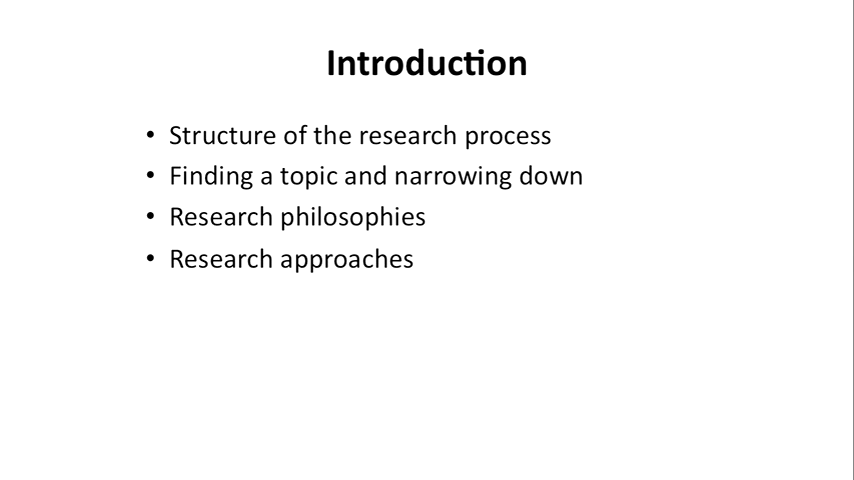 Introduction
• Structure of the research process
• Finding a topic and narrowing down
• Research philosophies
• Research approaches